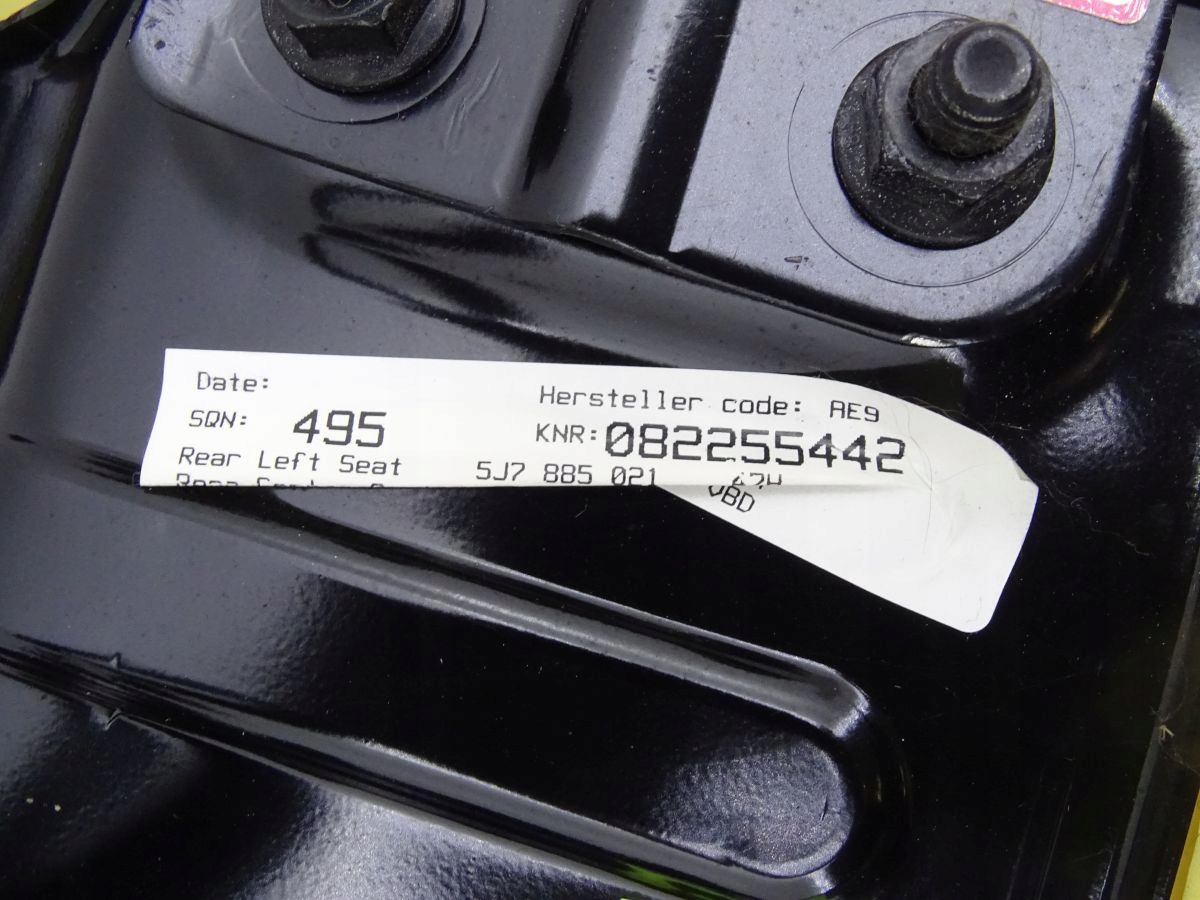 Date:
Hersteller code: AE9
SQN: 495
KNR: 082255442
Rear Left Seat 5J7 885 021